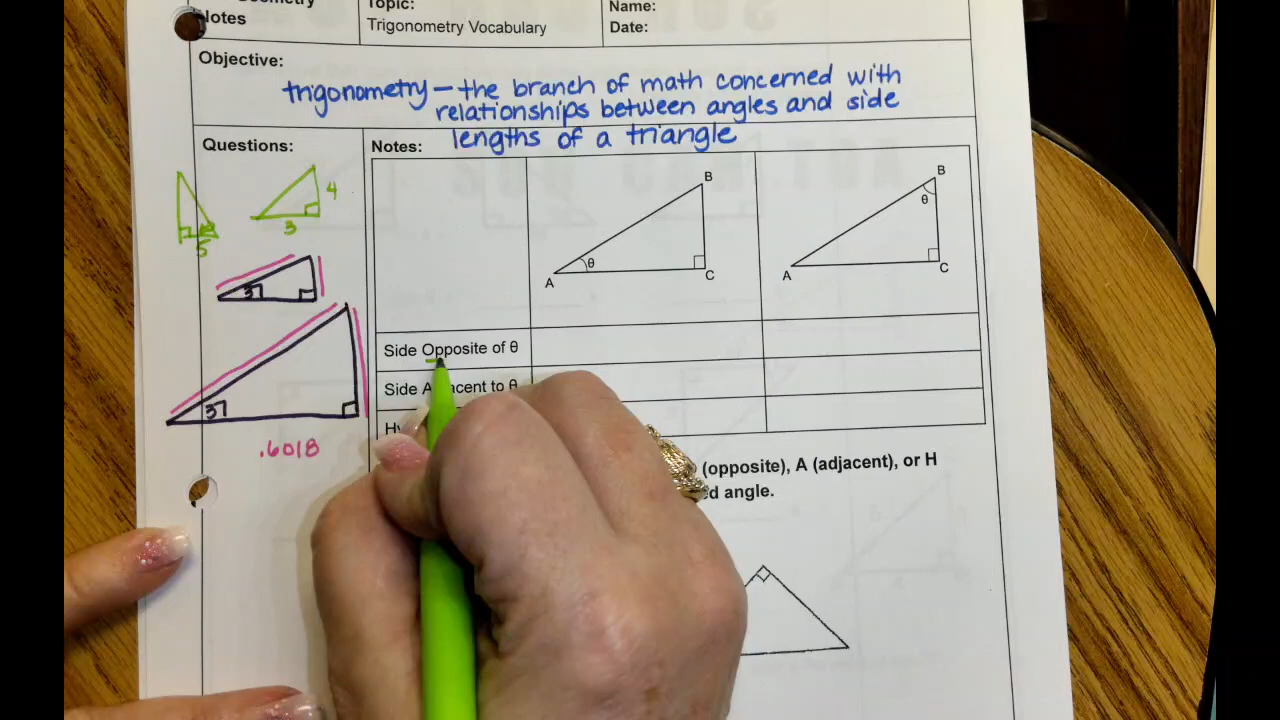 Notes
Topic:
Trigonometry Vocabulary
Name:
Date:
Objective:
trigonometry – the branch of math concerned with
relationships between angles and side
lengths of a triangle
Questions:
Notes:
4
3
5
37
37
.6018
B
θ
A
C
B
θ
A
C
Side Opposite of θ
Side to θ
(opposite), A (adjacent), or H
angle.